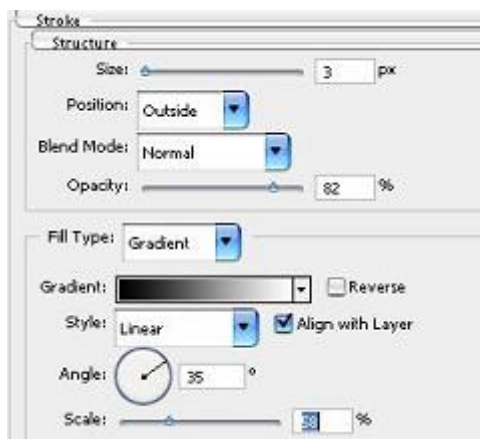 Stroke
Structure
Size: 3 px
Position: Outside
Blend Mode: Normal
Opacity: 82 %
Fill Type: Gradient
Gradient: Reverse
Style: Linear Align with Layer
Angle: 35 °
Scale: %